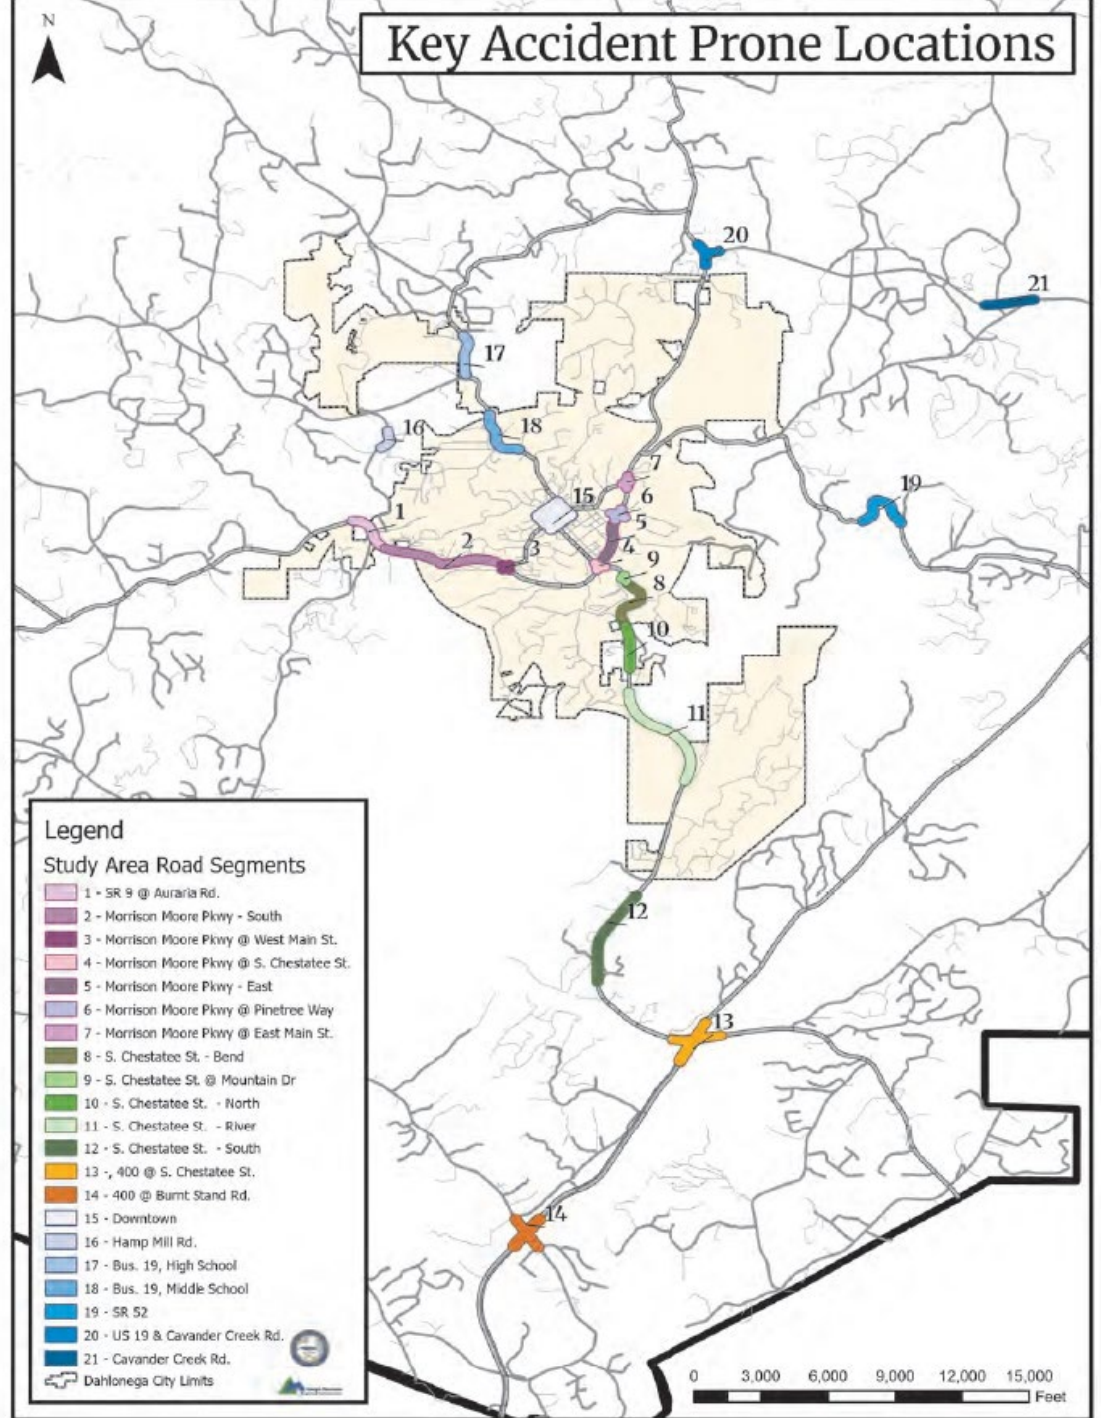 N
Key Accident Prone Locations
20
21
17
16
18
19
7
15
6
1
5
2
3
4
9
8
10
11
12
13
14
Legend
Study Area Road Segments
1 - SR 9 @ Auraria Rd.
2 - Morrison Moore Pkwy - South
3 - Morrison Moore Pkwy @ West Main St.
4 - Morrison Moore Pkwy @ S. Chestatee St.
5 - Morrison Moore Pkwy - East
6 - Morrison Moore Pkwy @ Pinetree Way
7 - Morrison Moore Pkwy @ East Main St.
8 - S. Chestatee St. - Bend
9 - S. Chestatee St. @ Mountain Dr
10 - S. Chestatee St. - North
11 - S. Chestatee St. - River
12 - S. Chestatee St. - South
13 -, 400 @ S. Chestatee St.
14 - 400 @ Burnt Stand Rd.
15 - Downtown
16 - Hamp Mill Rd.
17 - Bus. 19, High School
18 - Bus. 19, Middle School
19 - SR 52
20 - US 19 & Cavander Creek Rd.
21 - Cavander Creek Rd.
Dahlonega City Limits
0 3,000 6,000 9,000 12,000 15,000
Feet